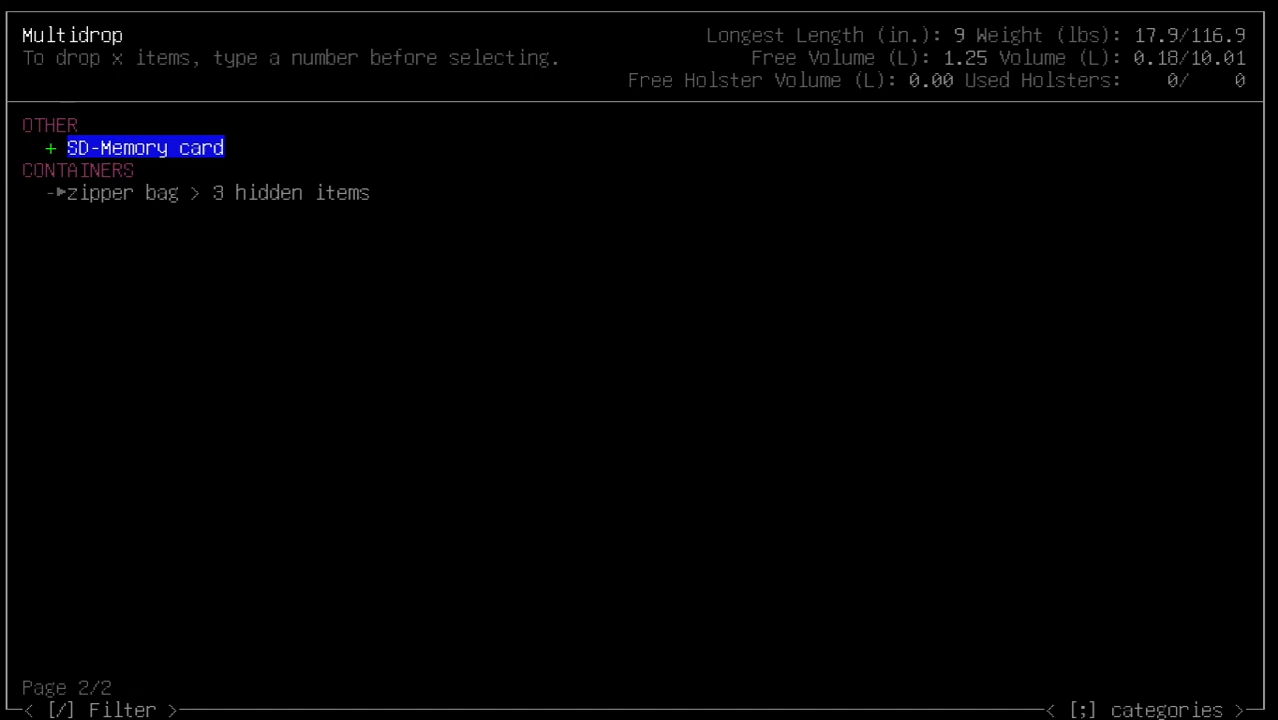 Multidrop
Longest Length (in.): 9 Weight (lbs): 17.9/116.9
To drop x items, type a number before selecting.
Free Volume (L): 1.25 Volume (L): 0.18/10.01
Free Holster Volume (L): 0.00 Used Holsters: 0/ 0
OTHER
+ SD-Memory card
CONTAINERS
-▶zipper bag > 3 hidden items
Page 2/2
< [/] Filter >
< [;] categories >